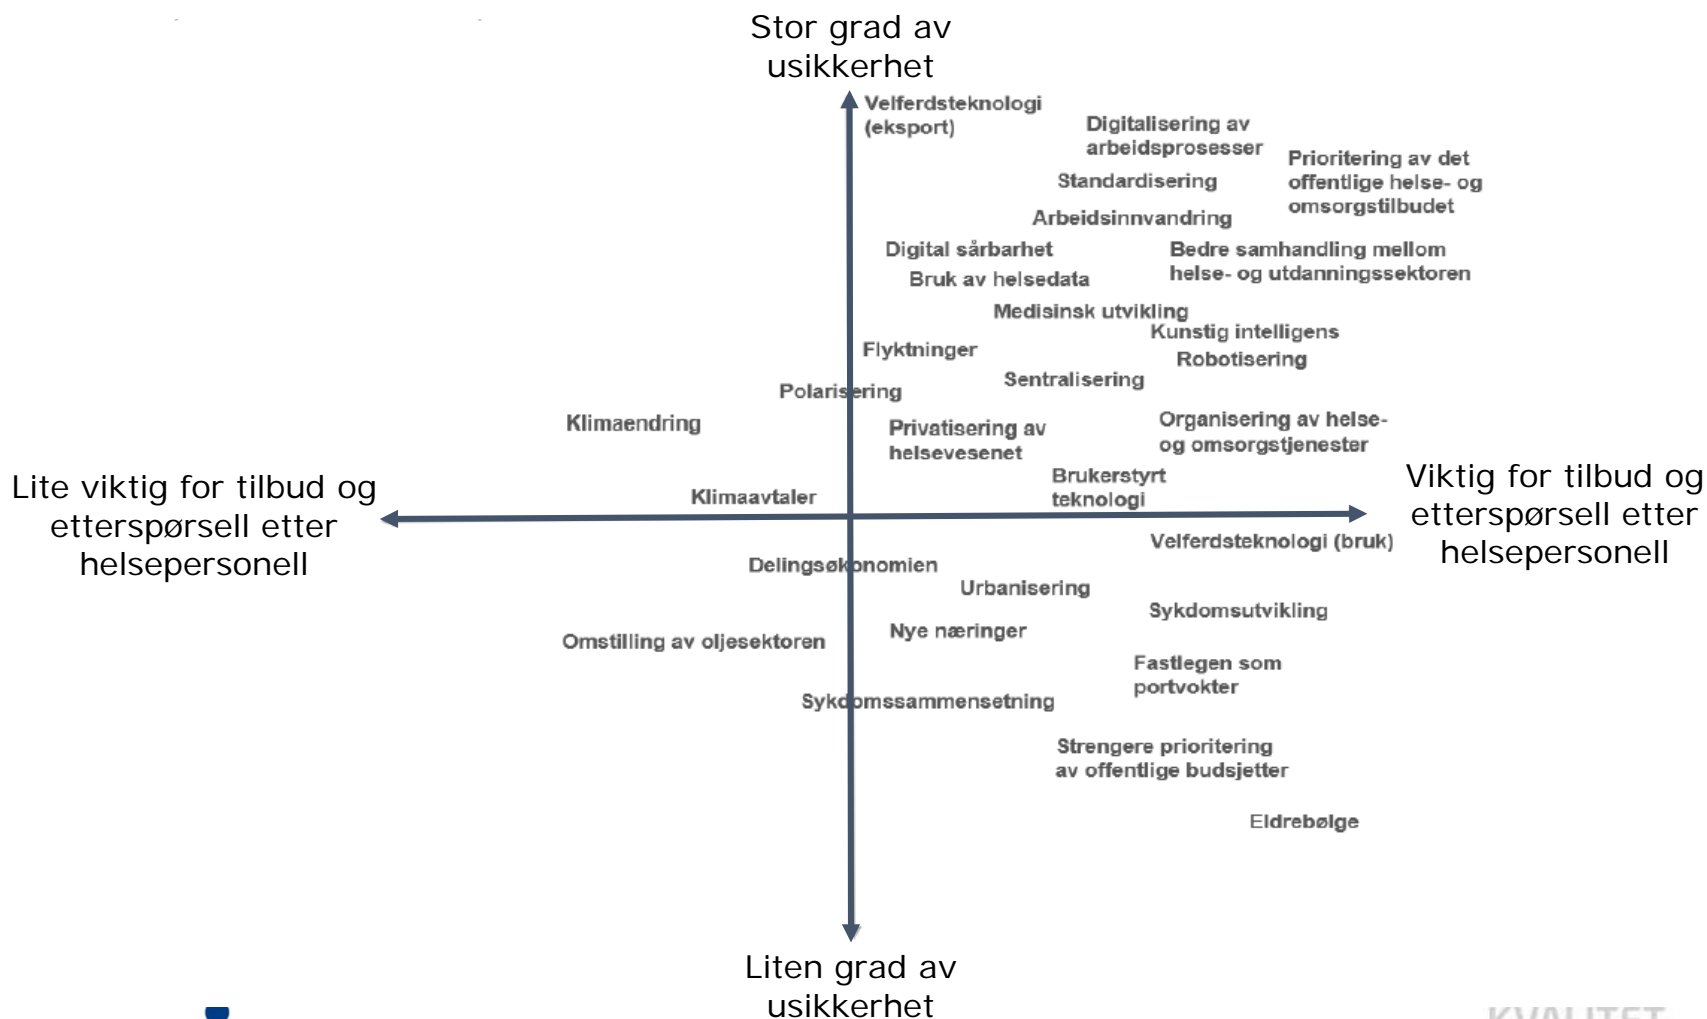 Stor grad av
usikkerhet
Velferdsteknologi
(eksport)
Digitalisering av
arbeidsprosesser
Prioritering av det
offentlige helse- og
omsorgstilbudet
Standardisering
Arbeidsinnvandring
Digital sårbarhet
Bedre samhandling mellom
helse- og utdanningssektoren
Bruk av helsedata
Medisinsk utvikling
Kunstig intelligens
Flyktninger
Robotisering
Sentralisering
Polarisering
Klimaendring
Privatisering av
helsevesenet
Organisering av helse-
og omsorgstjenester
Lite viktig for tilbud og
etterspørsell etter
helsepersonell
Klimaavtaler
Brukerstyrt
teknologi
Viktig for tilbud og
etterspørsell etter
helsepersonell
Velferdsteknologi (bruk)
Delingsøkonomien
Urbanisering
Sykdomsutvikling
Omstilling av oljesektoren
Nye næringer
Fastlegen som
portvokter
Sykdomssammensetning
Strengere prioritering
av offentlige budsjetter
Eldrebølge
Liten grad av
usikkerhet
KVALITET